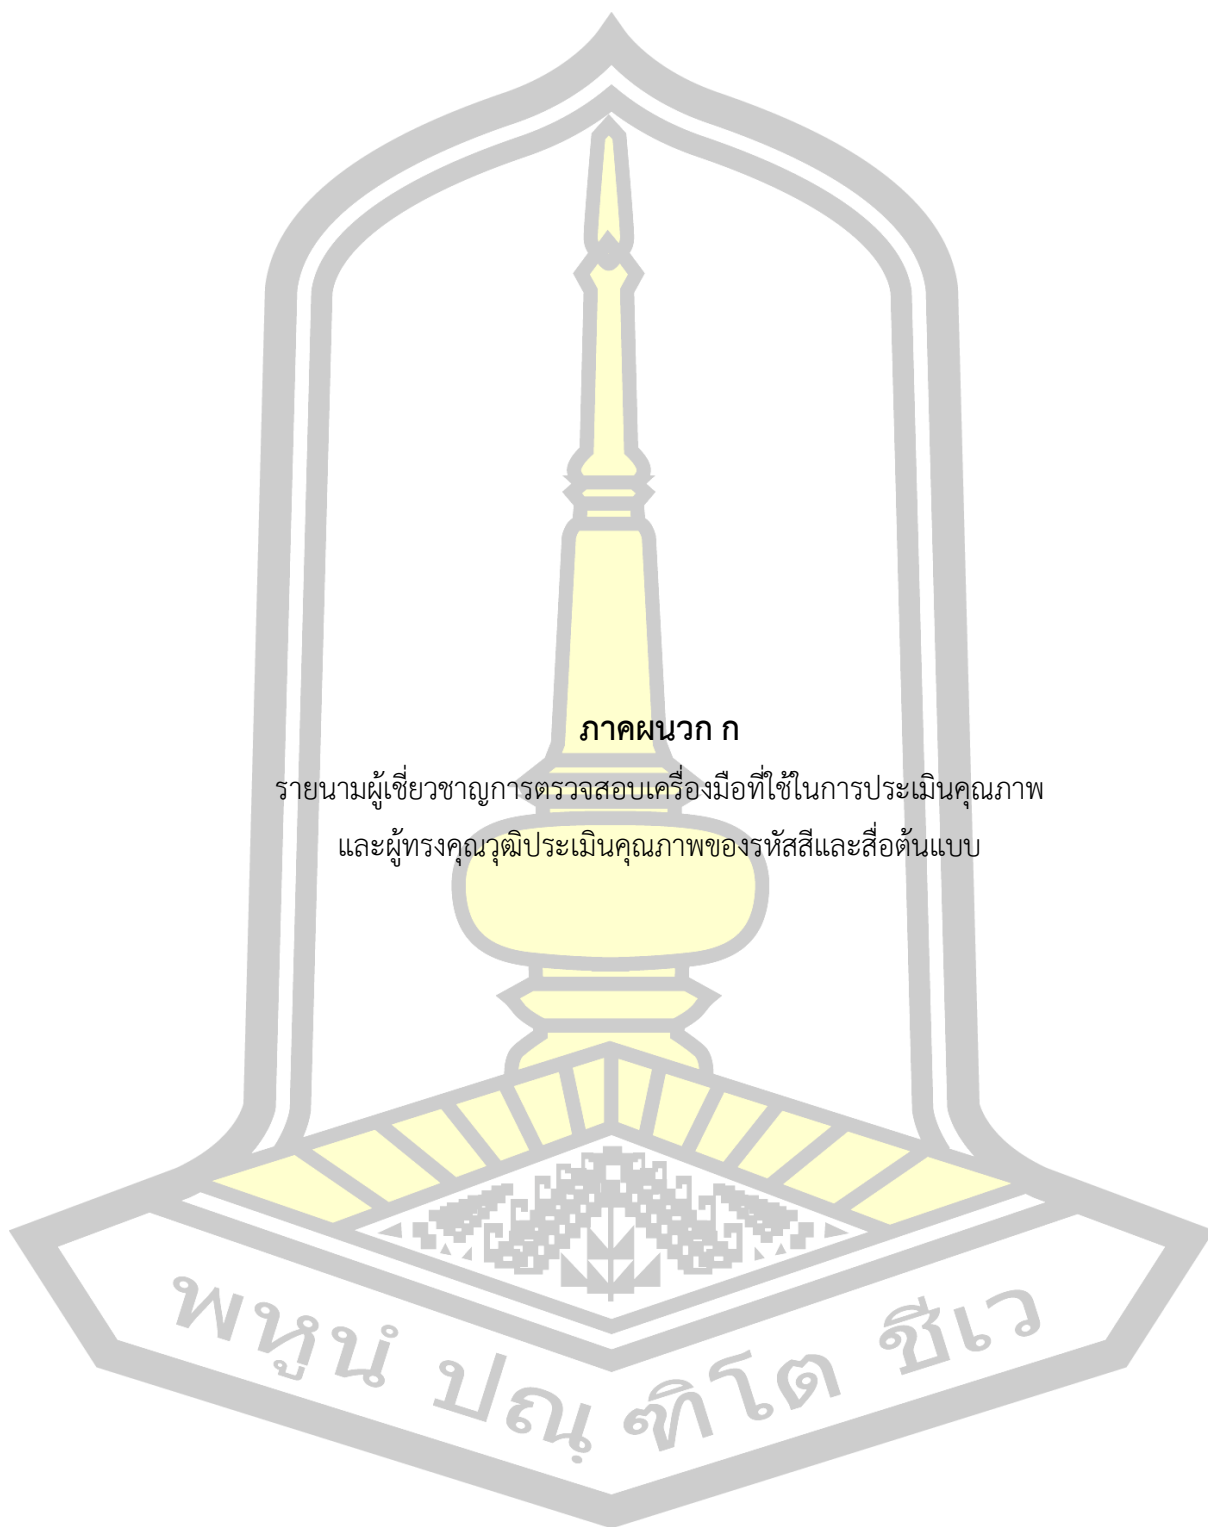 ภาคผนวก ก
รายนามผู้เชี่ยวชาญการตรวจสอบเครื่องมือที่ใช้ในการประเมินคุณภาพ
และผู้ทรงคุณวุฒิประเมินคุณภาพของรหัสสีและสื่อต้นแบบ
พหูนํ ปณฺฑิโต ชีเว